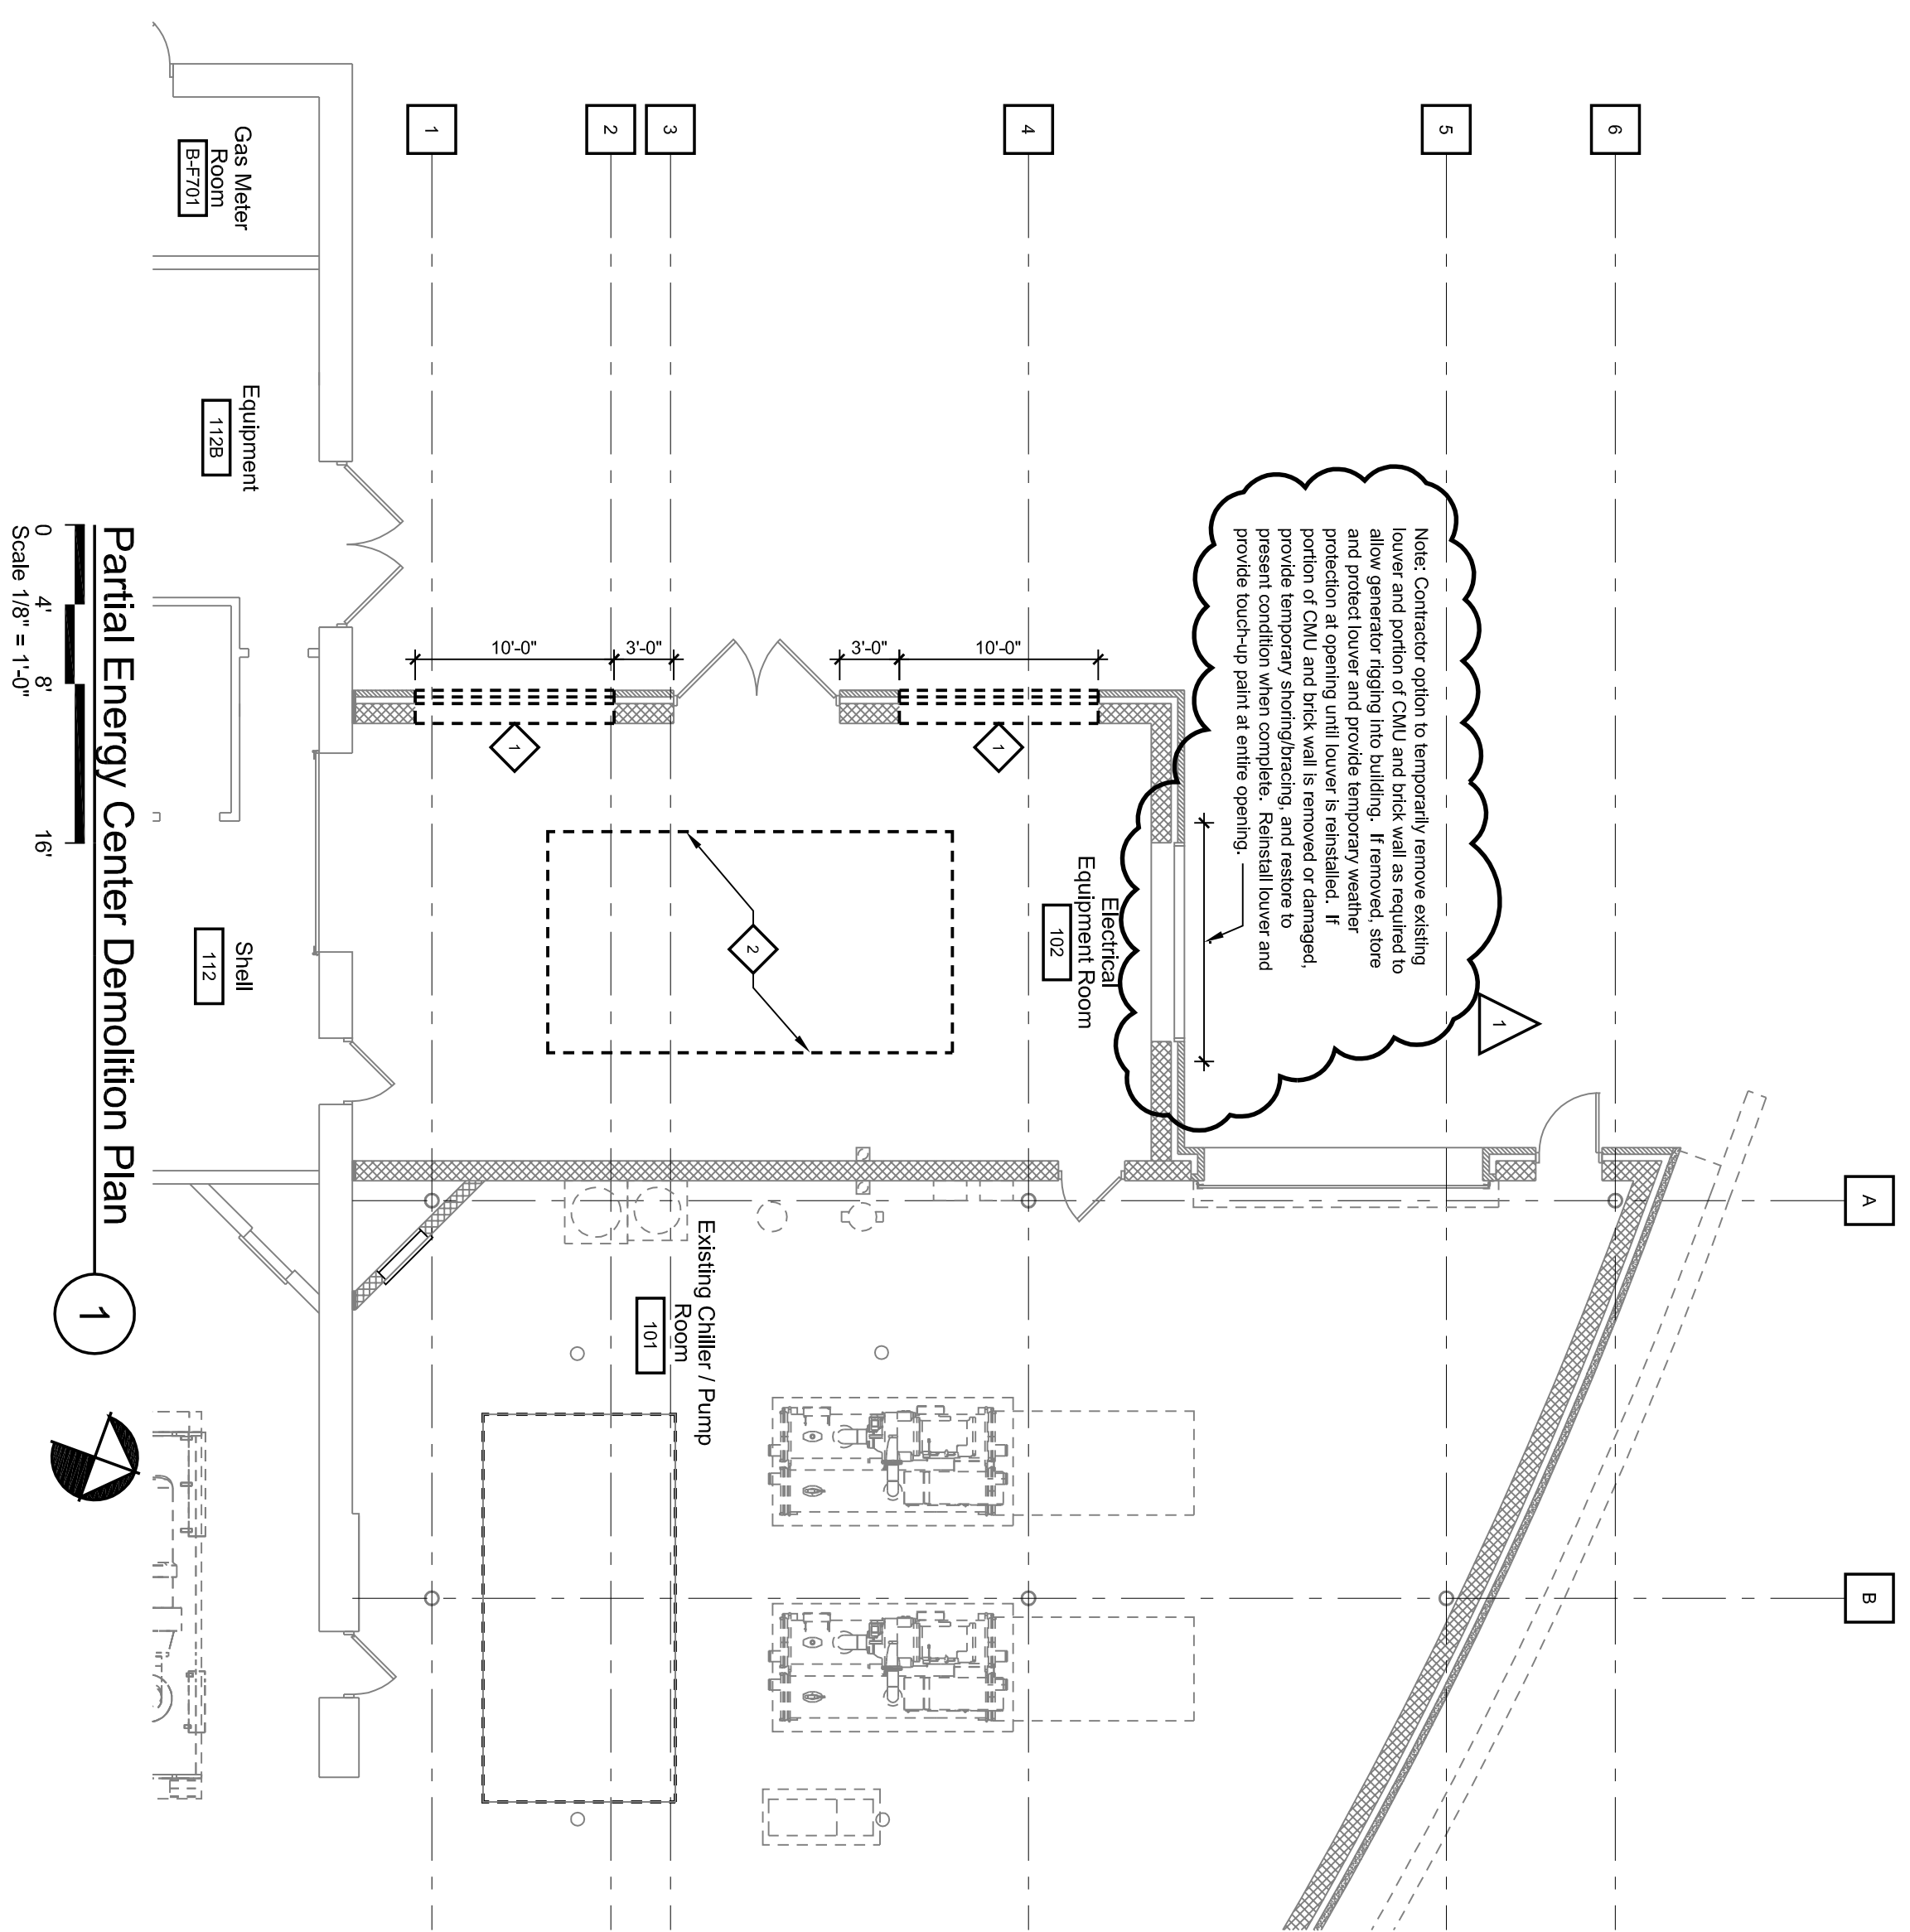 1
2
3
4
5
6
A
B
Gas Meter
Room
B-F701
Equipment
112B
Shell
112
10'-0"
3'-0"
3'-0"
10'-0"
1
1
2
Electrical
Equipment Room
102
Note: Contractor option to temporarily remove existing
louver and portion of CMU and brick wall as required to
allow generator rigging into building. If removed, store
and protect louver and provide temporary weather
protection at opening until louver is reinstalled. If
portion of CMU and brick wall is removed or damaged,
provide temporary shoring/bracing, and restore to
present condition when complete. Reinstall louver and
provide touch-up paint at entire opening.
1
Existing Chiller / Pump
Room
101
Partial Energy Center Demolition Plan
1
0 4' 8' 16'
Scale 1/8" = 1'-0"